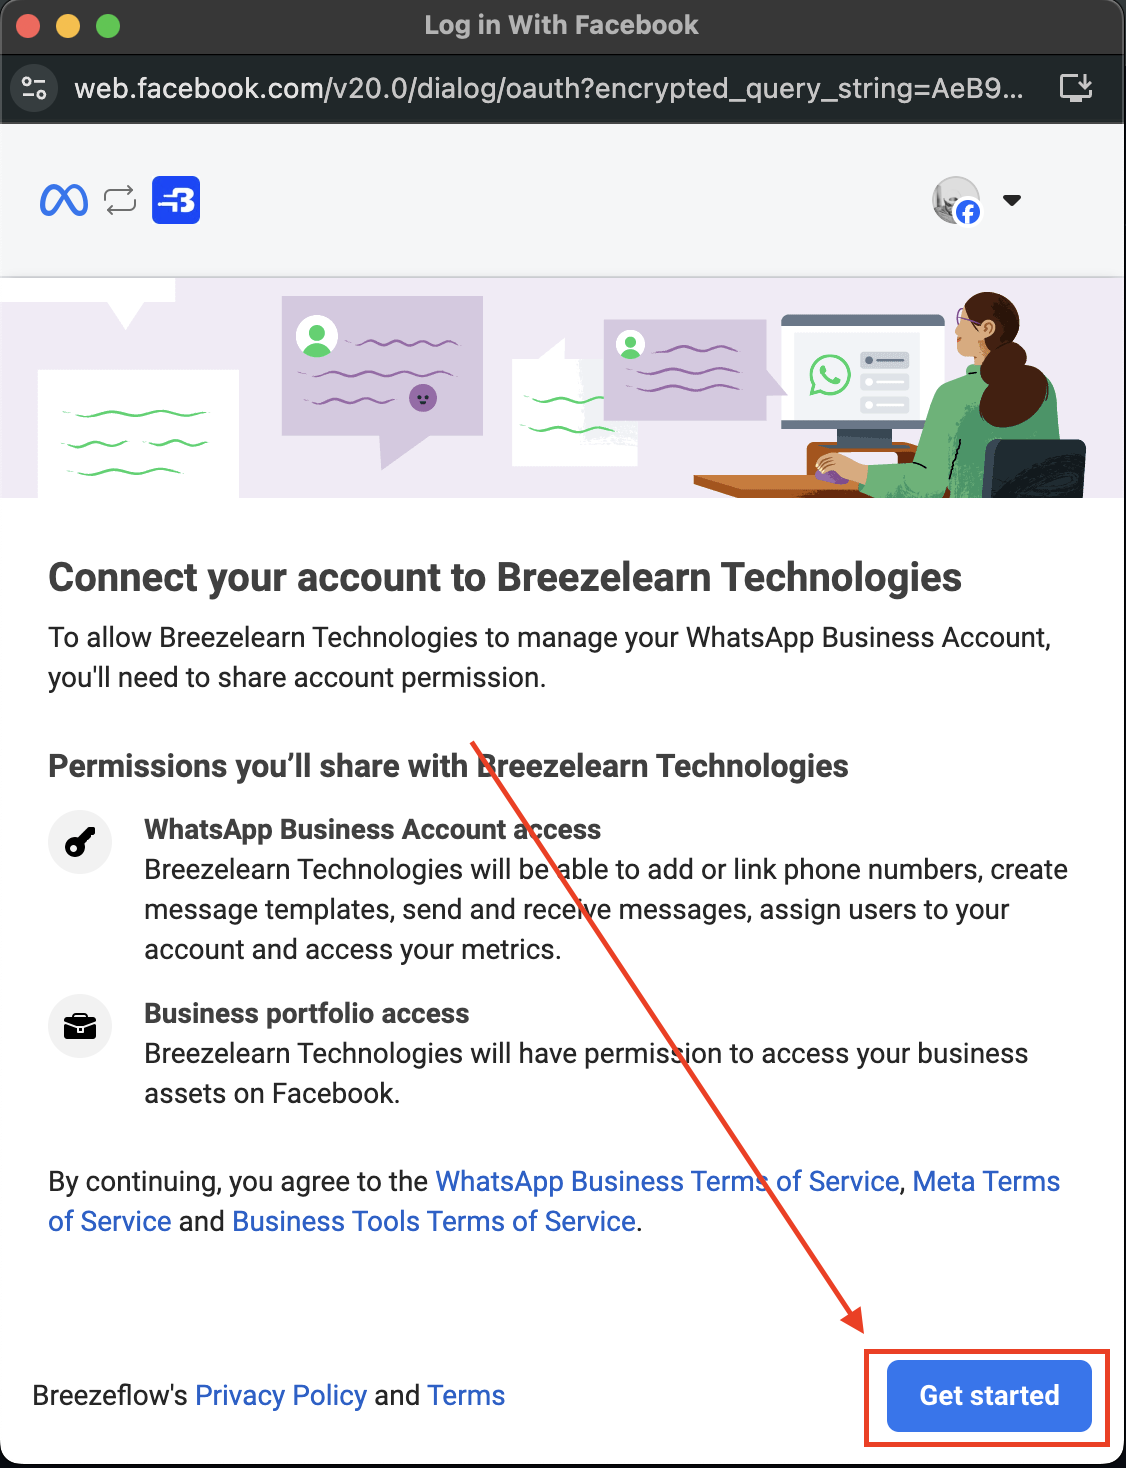 Log in With Facebook
web.facebook.com/v20.0/dialog/oauth?encrypted_query_string=AeB9...
Connect your account to Breezelearn Technologies
To allow Breezelearn Technologies to manage your WhatsApp Business Account,
you'll need to share account permission.
Permissions you’ll share with Breezelearn Technologies
WhatsApp Business Account access
Breezelearn Technologies will be able to add or link phone numbers, create
message templates, send and receive messages, assign users to your
account and access your metrics.
Business portfolio access
Breezelearn Technologies will have permission to access your business
assets on Facebook.
By continuing, you agree to the WhatsApp Business Terms of Service, Meta Terms
of Service and Business Tools Terms of Service.
Breezeflow's Privacy Policy and Terms
Get started